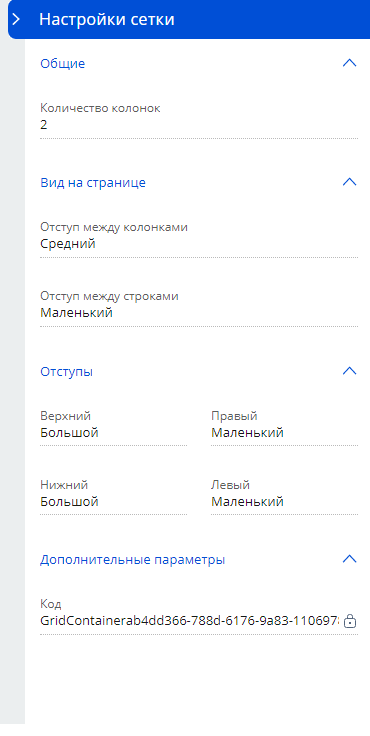 Настройки сетки
Общие
Количество колонок
2
Вид на странице
Отступ между колонками
Средний
Отступ между строками
Маленький
Отступы
Верхний
Большой
Правый
Маленький
Нижний
Большой
Левый
Маленький
Дополнительные параметры
Код
GridContainerab4dd366-788d-6176-9a83-110697